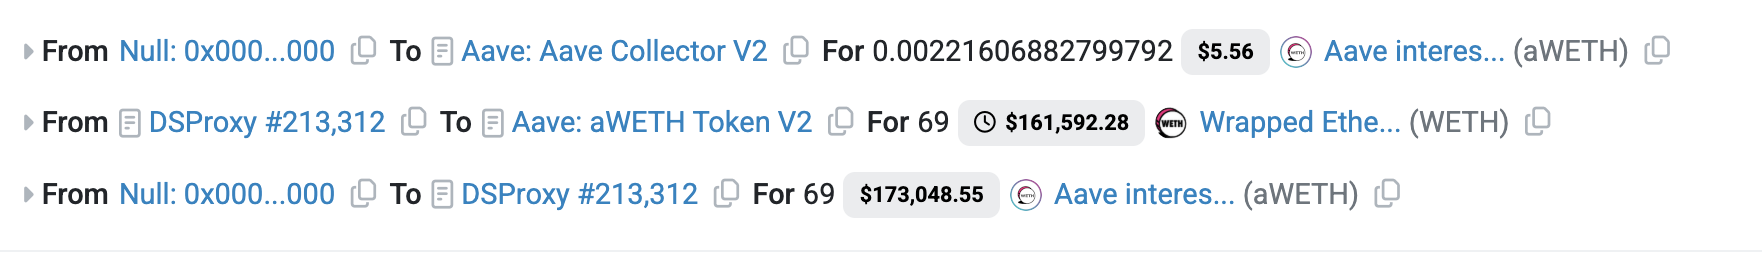 From Null: 0x000...000 To Aave: Aave Collector V2 For 0.00221606882799792 $5.56 Aave interes... (aWETH)
From DSProxy #213,312 To Aave: aWETH Token V2 For 69 $161,592.28 WETH Wrapped Ethe... (WETH)
From Null: 0x000...000 To DSProxy #213,312 For 69 $173,048.55 Aave interes... (aWETH)